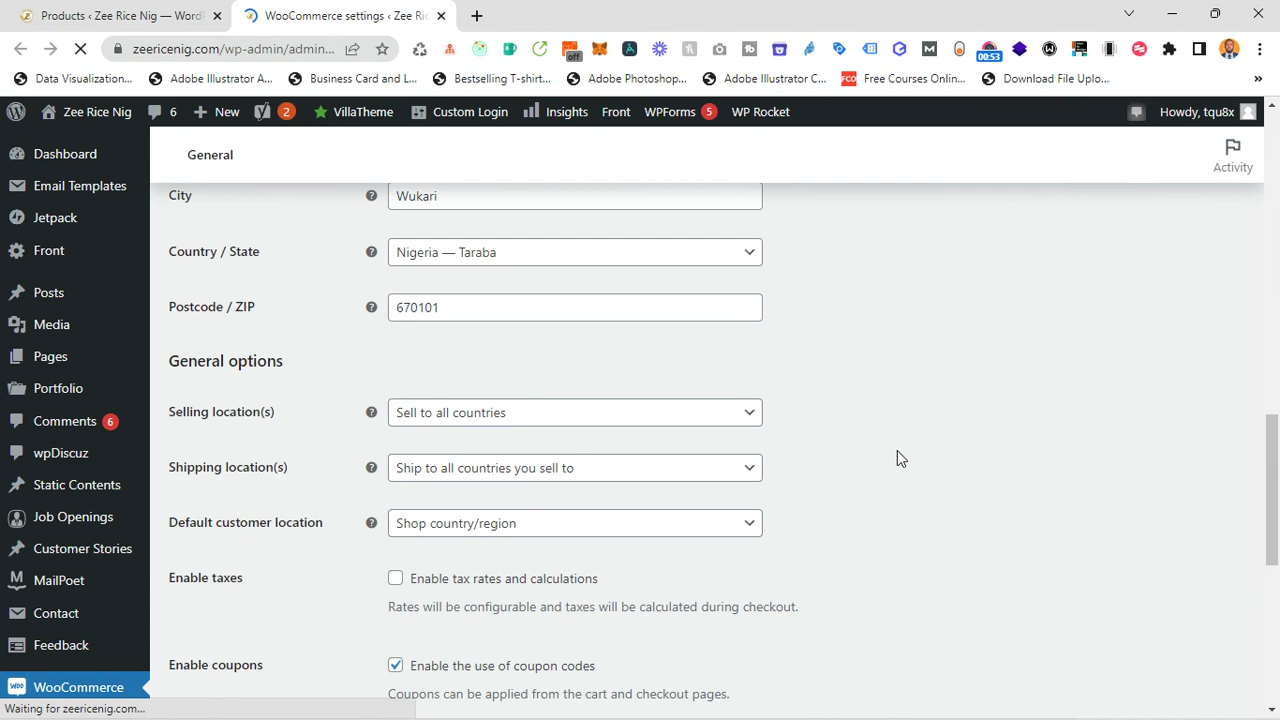 Products ‹ Zee Rice Nig — Word
WooCommerce settings ‹ Zee Ric
zeericenig.com/wp-admin/admin...
off
00:53
Data Visualization...
Adobe Illustrator A...
Business Card and L...
Bestselling T-shirt...
Adobe Photoshop...
Adobe Illustrator C...
FCO
Free Courses Onlin...
Download File Uplo...
»
Zee Rice Nig
6
New
2
VillaTheme
Custom Login
Insights
Front
WPForms 5
WP Rocket
Howdy, tqu8x
Dashboard
Email Templates
Jetpack
Front
Posts
Media
Pages
Portfolio
Comments 6
wpDiscuz
Static Contents
Job Openings
Customer Stories
MailPoet
Contact
Feedback
WooCommerce
General
Activity
City
Wukari
Country / State
Nigeria — Taraba
Postcode / ZIP
670101
General options
Selling location(s)
Sell to all countries
Shipping location(s)
Ship to all countries you sell to
Default customer location
Shop country/region
Enable taxes
Enable tax rates and calculations
Rates will be configurable and taxes will be calculated during checkout.
Enable coupons
Enable the use of coupon codes
Coupons can be applied from the cart and checkout pages.
Waiting for zeericenig.com...